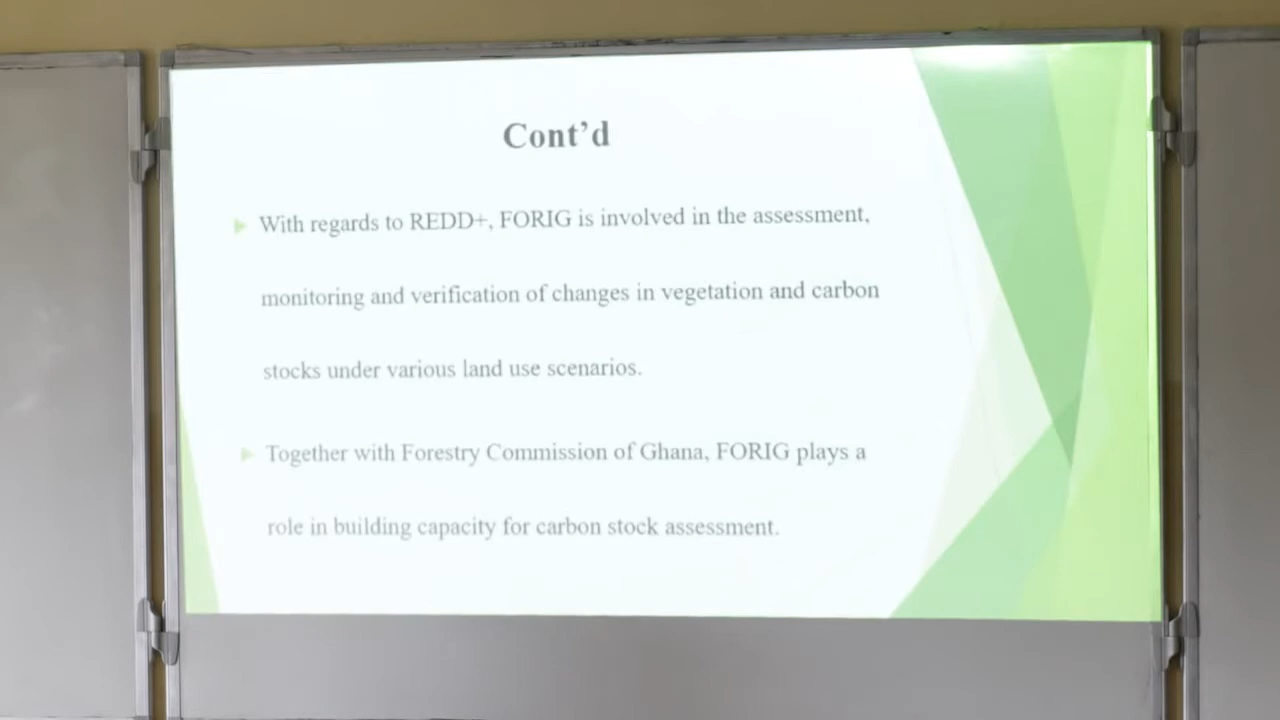 Cont’d
With regards to REDD+, FORIG is involved in the assessment,
monitoring and verification of changes in vegetation and carbon
stocks under various land use scenarios.
Together with Forestry Commission of Ghana, FORIG plays a
role in building capacity for carbon stock assessment.